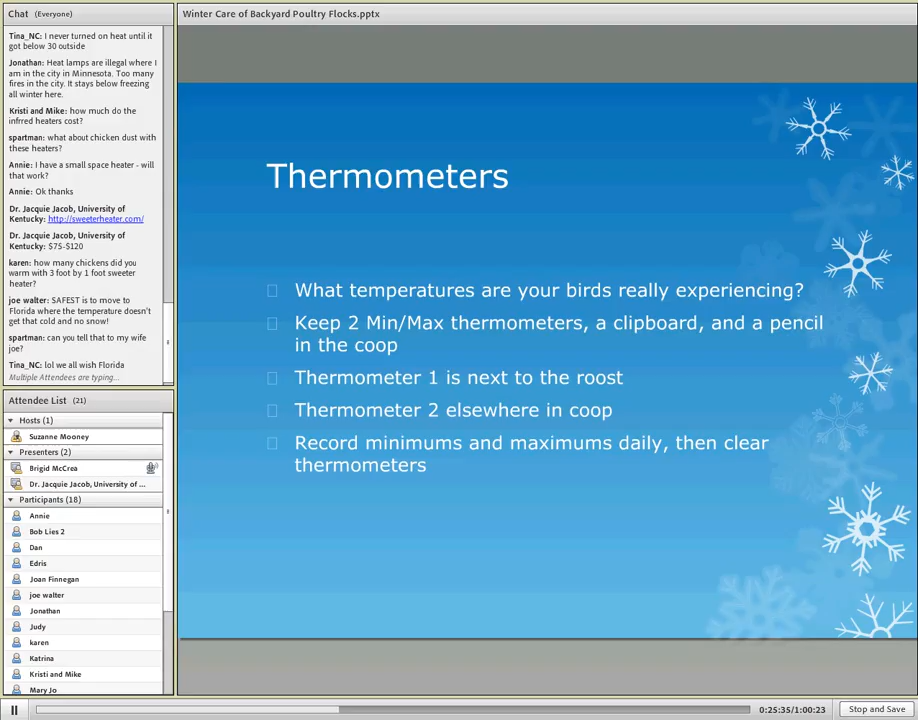 Chat (Everyone)
Tina_NC: I never turned on heat until it
got below 30 outside
Jonathan: Heat lamps are illegal where I
am in the city in Minnesota. Too many
fires in the city. It stays below freezing
all winter here.
Kristi and Mike: how much do the
infrred heaters cost?
spartman: what about chicken dust with
these heaters?
Annie: I have a small space heater - will
that work?
Annie: Ok thanks
Dr. Jacquie Jacob, University of
Kentucky: http://sweeterheater.com/
Dr. Jacquie Jacob, University of
Kentucky: $75-$120
karen: how many chickens did you
warm with 3 foot by 1 foot sweeter
heater?
joe walter: SAFEST is to move to
Florida where the temperature doesn't
get that cold and no snow!
spartman: can you tell that to my wife
joe?
Tina_NC: lol we all wish Florida
Multiple Attendees are typing...
Attendee List (21)
Hosts (1)
Suzanne Mooney
Presenters (2)
Brigid McCrea
Dr. Jacquie Jacob, University of ...
Participants (18)
Annie
Bob Lies 2
Dan
Edris
Joan Finnegan
joe walter
Jonathan
Judy
karen
Katrina
Kristi and Mike
Mary Jo
Winter Care of Backyard Poultry Flocks.pptx
Thermometers
What temperatures are your birds really experiencing?
Keep 2 Min/Max thermometers, a clipboard, and a pencil
in the coop
Thermometer 1 is next to the roost
Thermometer 2 elsewhere in coop
Record minimums and maximums daily, then clear
thermometers
0:25:35/1:00:23
Stop and Save